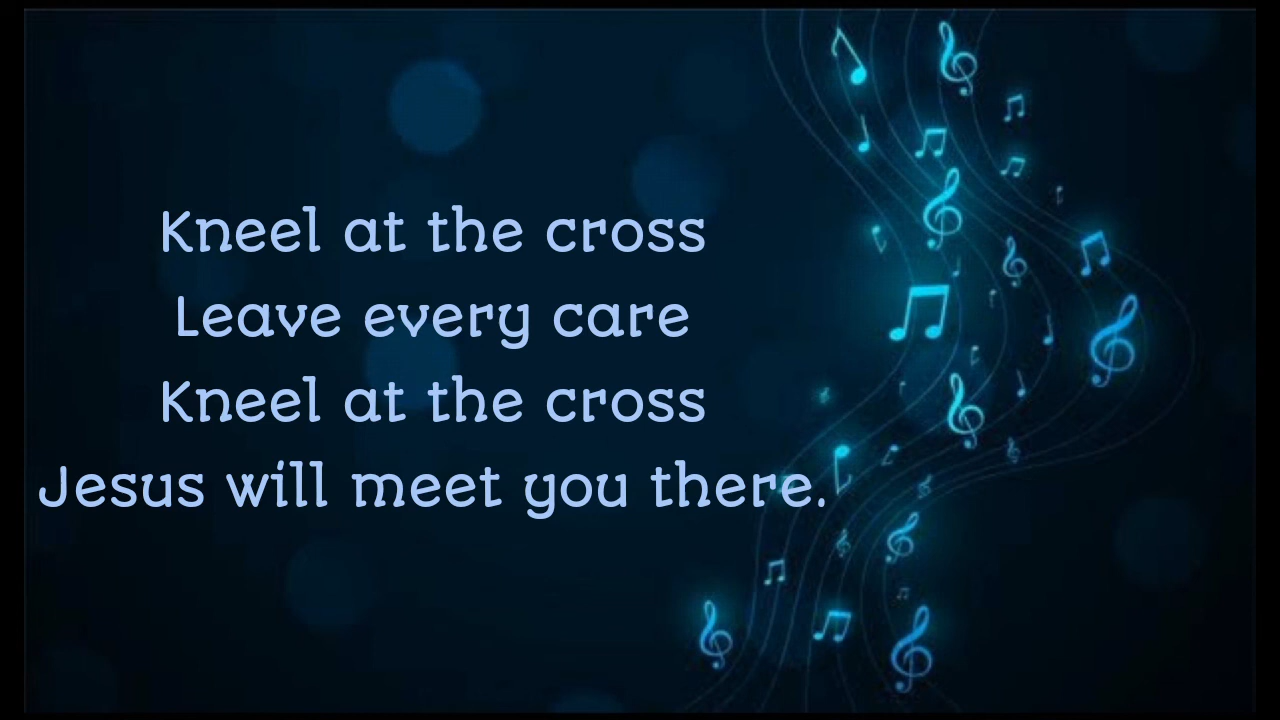 Kneel at the cross
Leave every care
Kneel at the cross
Jesus will meet you there.